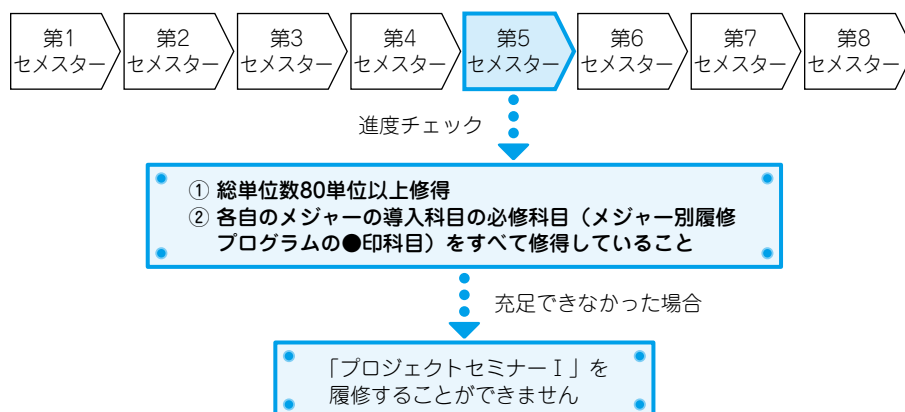 第1
セメスター
第2
セメスター
第3
セメスター
第4
セメスター
第5
セメスター
第6
セメスター
第7
セメスター
第8
セメスター
進度チェック
① 総単位数80単位以上修得
② 各自のメジャーの導入科目の必修科目（メジャー別履修
プログラムの●印科目）をすべて修得していること
充足できなかった場合
「プロジェクトセミナーⅠ」を
履修することができません